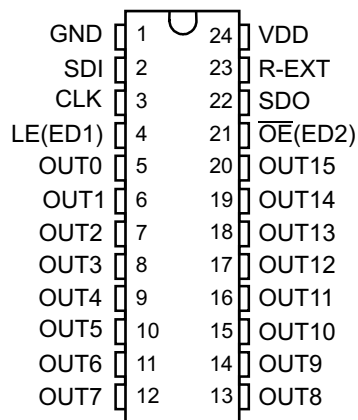 GND 1 24 VDD
SDI 2 23 R-EXT
CLK 3 22 SDO
LE(ED1) 4 21 OE(ED2)
OUT0 5 20 OUT15
OUT1 6 19 OUT14
OUT2 7 18 OUT13
OUT3 8 17 OUT12
OUT4 9 16 OUT11
OUT5 10 15 OUT10
OUT6 11 14 OUT9
OUT7 12 13 OUT8